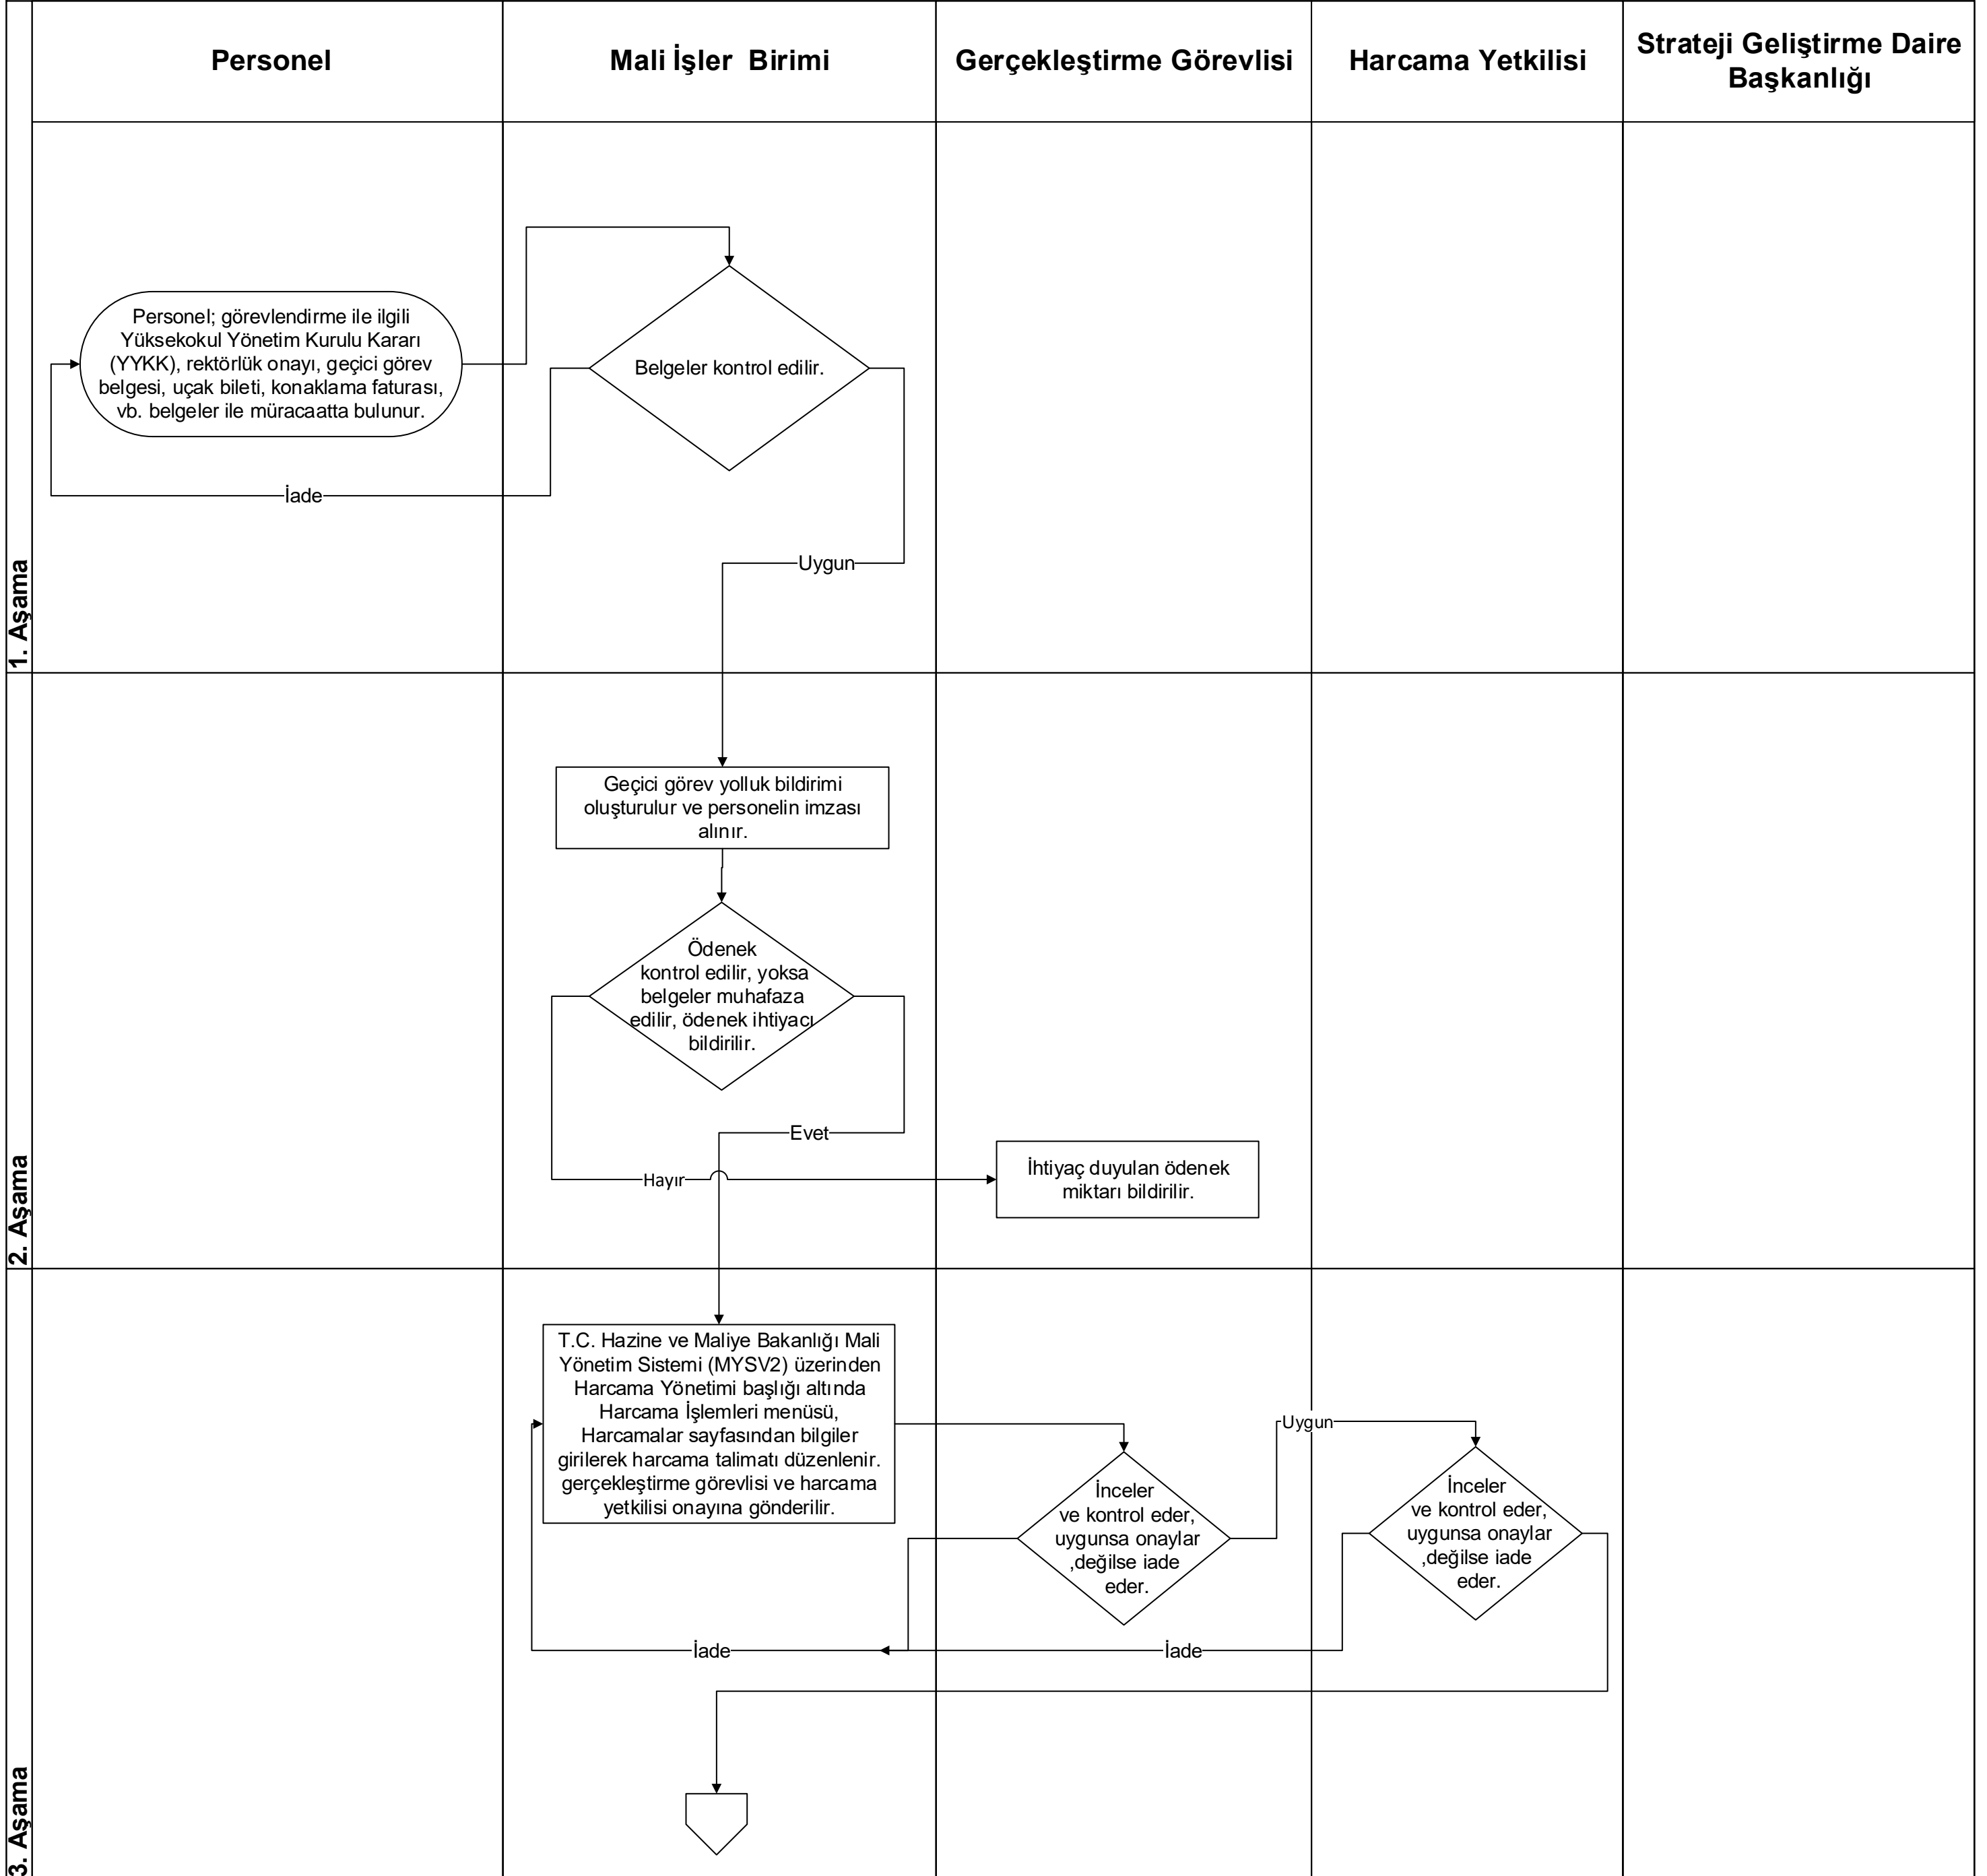 Personel
Mali İşler Birimi
Gerçekleştirme Görevlisi
Harcama Yetkilisi
Strateji Geliştirme Daire
Başkanlığı
1. Aşama
Personel; görevlendirme ile ilgili
Yüksekokul Yönetim Kurulu Kararı
(YYKK), rektörlük onayı, geçici görev
belgesi, uçak bileti, konaklama faturası,
vb. belgeler ile müracaatta bulunur.
Belgeler kontrol edilir.
İade
Uygun
2. Aşama
Geçici görev yolluk bildirimi
oluşturulur ve personelin imzası
alınır.
Ödenek
kontrol edilir, yoksa
belgeler muhafaza
edilir, ödenek ihtiyacı
bildirilir.
Evet
Hayır
İhtiyaç duyulan ödenek
miktarı bildirilir.
3. Aşama
T.C. Hazine ve Maliye Bakanlığı Mali
Yönetim Sistemi (MYSV2) üzerinden
Harcama Yönetimi başlığı altında
Harcama İşlemleri menüsü,
Harcamalar sayfasından bilgiler
girilerek harcama talimatı düzenlenir.
gerçekleştirme görevlisi ve harcama
yetkilisi onayına gönderilir.
İnceler
ve kontrol eder,
uygunsa onaylar
,değilse iade
eder.
Uygun
İnceler
ve kontrol eder,
uygunsa onaylar
,değilse iade
eder.
İade
İade